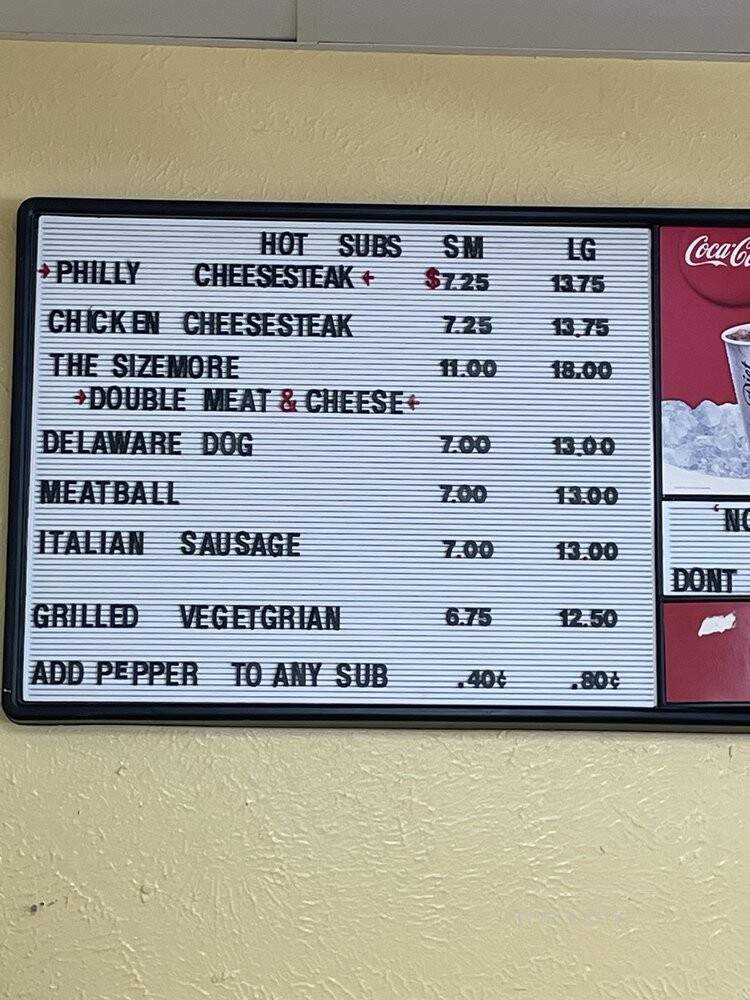 HOT SUBS SM LG
→PHILLY CHEESESTEAK← $7.25 13.75
CHICKEN CHEESESTEAK 7.25 13.75
THE SIZEMORE 11.00 18.00
→DOUBLE MEAT & CHEESE←
DELAWARE DOG 7.00 13.00
MEATBALL 7.00 13.00
ITALIAN SAUSAGE 7.00 13.00
GRILLED VEGETGRIAN 6.75 12.50
ADD PEPPER TO ANY SUB .40¢ .80¢
DONT